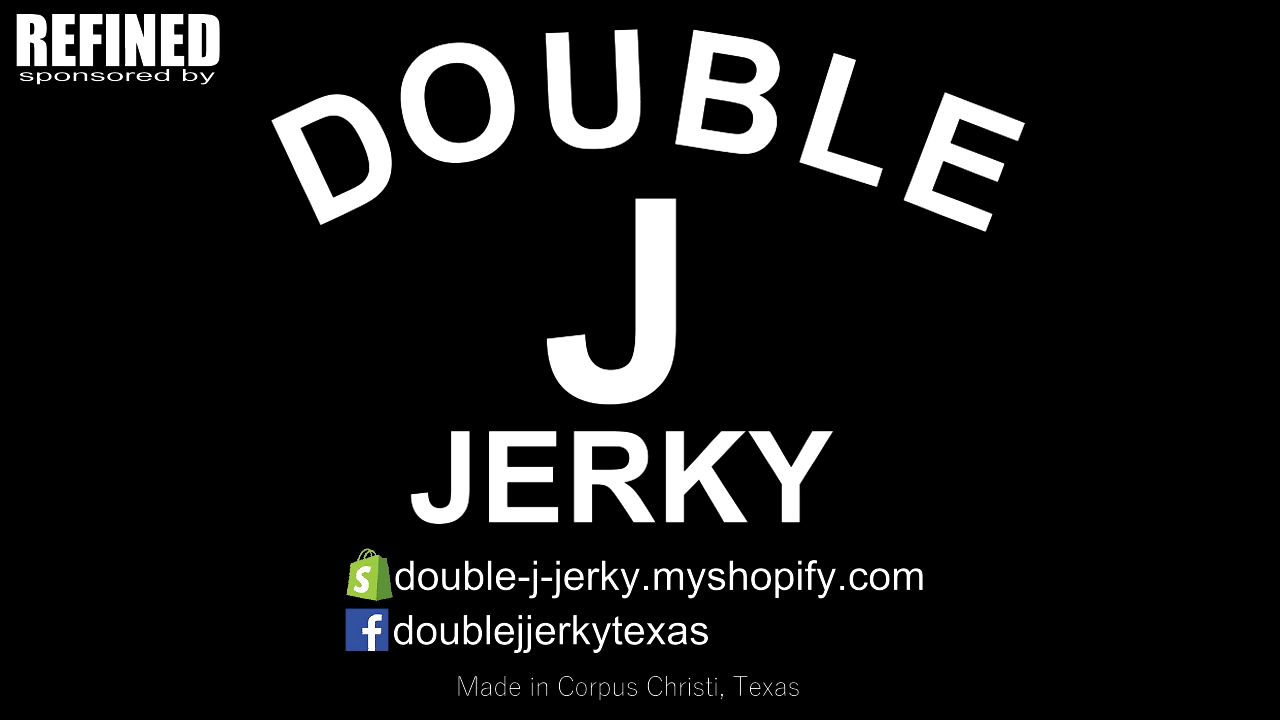 REFINED
sponsored by
DOUBLE
J
JERKY
double-j-jerky.myshopify.com
doublejjerkytexas
Made in Corpus Christi, Texas